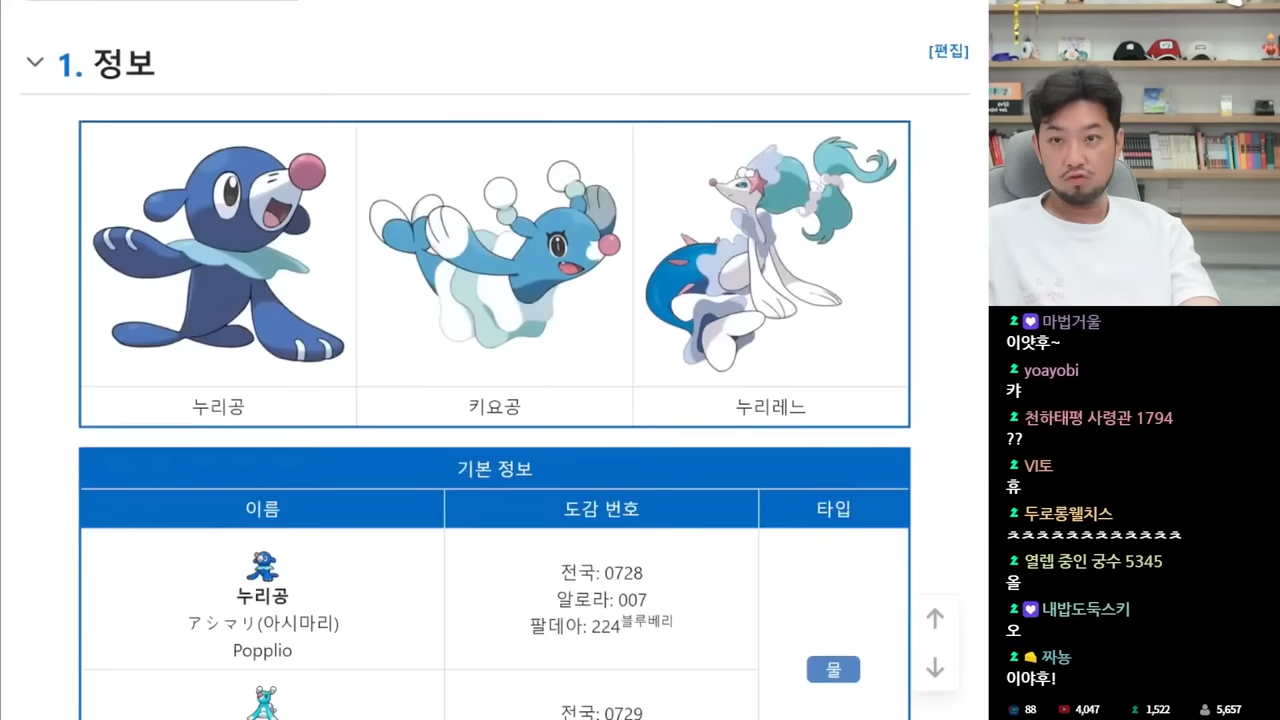 1. 정보
[편집]
누리공
키요공
누리레느
기본 정보
이름
도감 번호
타입
누리공
アシマリ(아시마리)
Popplio
전국: 0728
알로라: 007
팔데아: 224블루베리
물
전국: 0729
마법거울
이얏후~
yoayobi
캬
천하태평 사령관 1794
??
VI토
휴
두로롱웰치스
ㅊㅊㅊㅊㅊㅊㅊㅊㅊㅊㅊㅊ
열렙 중인 궁수 5345
올
내밥도둑스키
오
짜뇽
이야후!
88
4,047
1,522
5,657